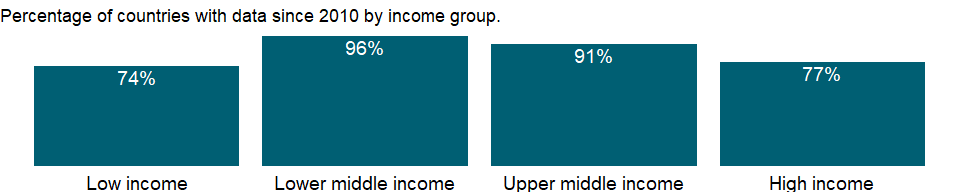 Percentage of countries with data since 2010 by income group.
74%
96%
91%
77%
Low income
Lower middle income
Upper middle income
High income